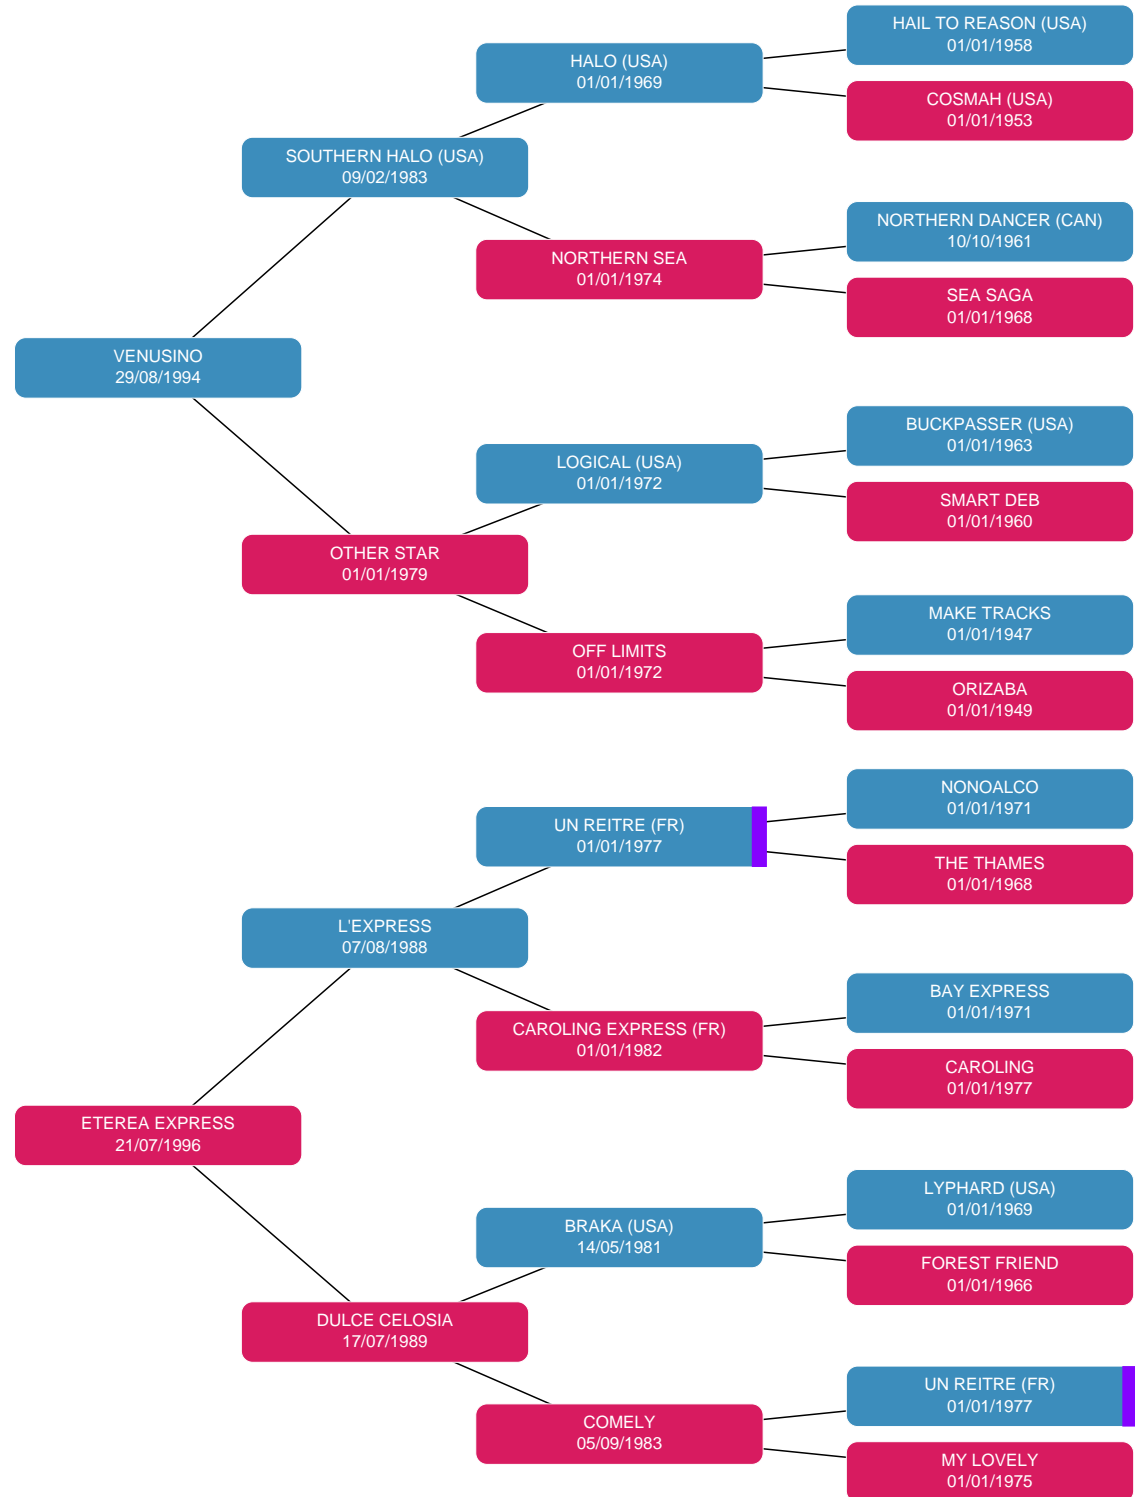 HAIL TO REASON (USA)
01/01/1958
HALO (USA)
01/01/1969
COSMAH (USA)
01/01/1953
SOUTHERN HALO (USA)
09/02/1983
NORTHERN DANCER (CAN)
10/10/1961
NORTHERN SEA
01/01/1974
SEA SAGA
01/01/1968
VENUSINO
29/08/1994
BUCKPASSER (USA)
01/01/1963
LOGICAL (USA)
01/01/1972
SMART DEB
01/01/1960
OTHER STAR
01/01/1979
MAKE TRACKS
01/01/1947
OFF LIMITS
01/01/1972
ORIZABA
01/01/1949
NONOALCO
01/01/1971
UN REITRE (FR)
01/01/1977
THE THAMES
01/01/1968
L'EXPRESS
07/08/1988
BAY EXPRESS
01/01/1971
CAROLING EXPRESS (FR)
01/01/1982
CAROLING
01/01/1977
ETEREA EXPRESS
21/07/1996
LYPHARD (USA)
01/01/1969
BRAKA (USA)
14/05/1981
FOREST FRIEND
01/01/1966
DULCE CELOSIA
17/07/1989
UN REITRE (FR)
01/01/1977
COMELY
05/09/1983
MY LOVELY
01/01/1975